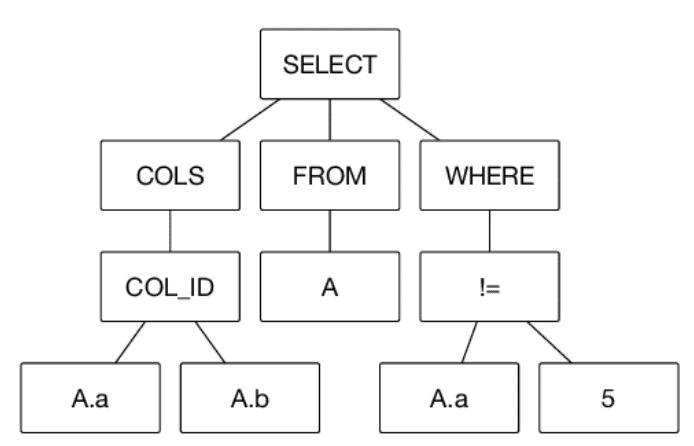 SELECT
COLS FROM WHERE
COL_ID A !=
A.a A.b A.a 5